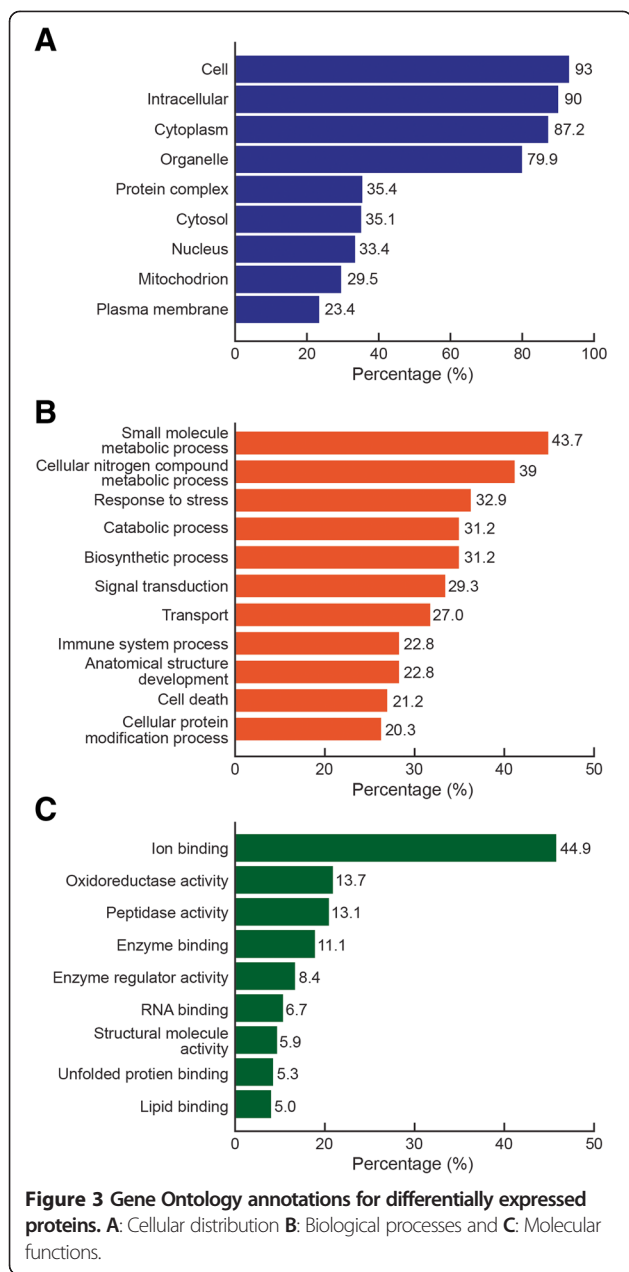 A
Cell 93
Intracellular 90
Cytoplasm 87.2
Organelle 79.9
Protein complex 35.4
Cytosol 35.1
Nucleus 33.4
Mitochodrion 29.5
Plasma membrane 23.4
0 20 40 60 80 100
Percentage (%)
B
Small molecule
metabolic process 43.7
Cellular nitrogen compound
metabolic process 39
Response to stress 32.9
Catabolic process 31.2
Biosynthetic process 31.2
Signal transduction 29.3
Transport 27.0
Immune system process 22.8
Anatomical structure
development 22.8
Cell death 21.2
Cellular protein
modification process 20.3
0 20 30 40 50
Percentage (%)
C
Ion binding 44.9
Oxidoreductase activity 13.7
Peptidase activity 13.1
Enzyme binding 11.1
Enzyme regulator activity 8.4
RNA binding 6.7
Structural molecule
activity 5.9
Unfolded protien binding 5.3
Lipid binding 5.0
0 20 30 40 50
Percentage (%)
Figure 3 Gene Ontology annotations for differentially expressed
proteins. A: Cellular distribution B: Biological processes and C: Molecular
functions.